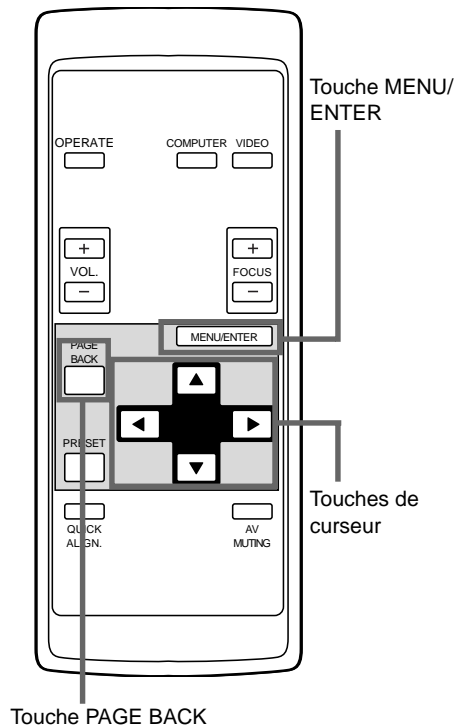 Touche MENU/
ENTER
OPERATE
COMPUTER VIDEO
+ +
VOL. FOCUS
− −
MENU/ENTER
PAGE
BACK
PRESET
QUICK
ALIGN.
AV
MUTING
Touches de
curseur
Touche PAGE BACK